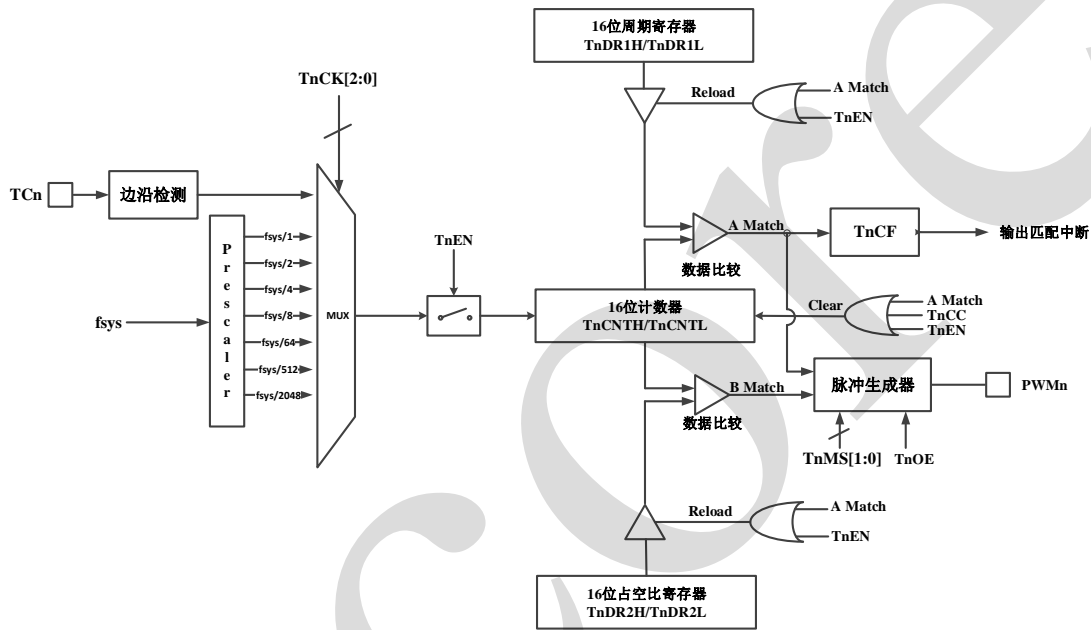 16位周期寄存器
TnDR1H/TnDR1L
TnCK[2:0]
Reload
A Match
TnEN
TCn
边沿检测
Prescaler
fsys/1
fsys/2
fsys/4
fsys/8
fsys/64
fsys/512
fsys/2048
fsys
MUX
TnEN
A Match
数据比较
TnCF
输出匹配中断
16位计数器
TnCNTH/TnCNTL
Clear
A Match
TnCC
TnEN
B Match
数据比较
脉冲生成器
PWMn
TnMS[1:0]
TnOE
Reload
A Match
TnEN
16位占空比寄存器
TnDR2H/TnDR2L